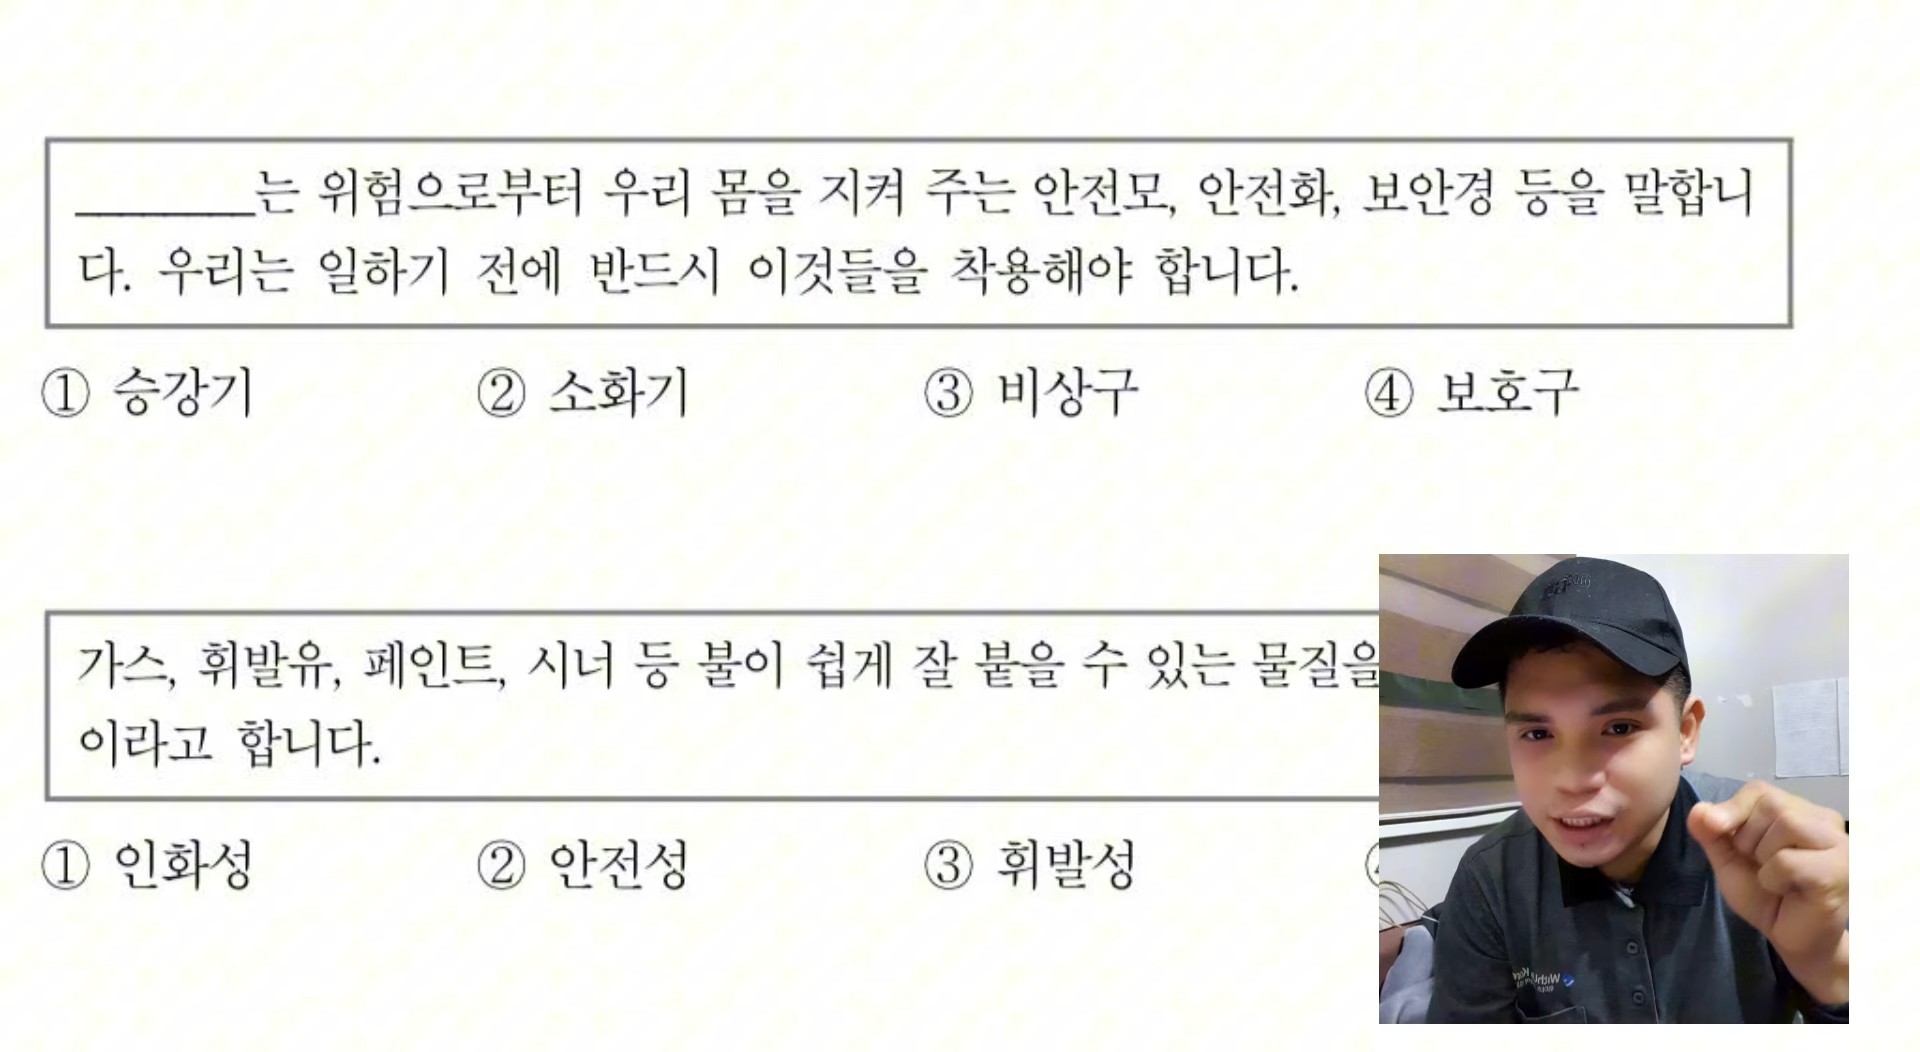 ________는 위험으로부터 우리 몸을 지켜 주는 안전모, 안전화, 보안경 등을 말합니
다. 우리는 일하기 전에 반드시 이것들을 착용해야 합니다.
① 승강기 ② 소화기 ③ 비상구 ④ 보호구
가스, 휘발유, 페인트, 시너 등 불이 쉽게 잘 붙을 수 있는 물질을
이라고 합니다.
① 인화성 ② 안전성 ③ 휘발성